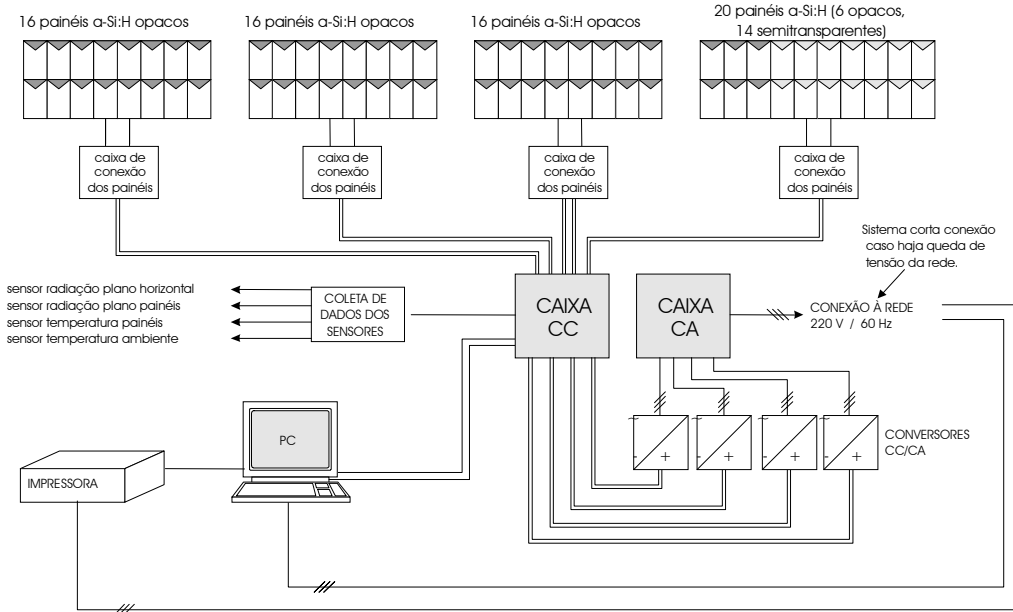 16 painéis a-Si:H opacos
16 painéis a-Si:H opacos
16 painéis a-Si:H opacos
20 painéis a-Si:H (6 opacos,
14 semitransparentes)
caixa de
conexão
dos painéis
caixa de
conexão
dos painéis
caixa de
conexão
dos painéis
caixa de
conexão
dos painéis
Sistema corta conexão
caso haja queda de
tensão da rede.
sensor radiação plano horizontal
sensor radiação plano painéis
sensor temperatura painéis
sensor temperatura ambiente
COLETA DE
DADOS DOS
SENSORES
CAIXA
CC
CAIXA
CA
CONEXÃO À REDE
220 V / 60 Hz
CONVERSORES
CC/CA
PC
IMPRESSORA